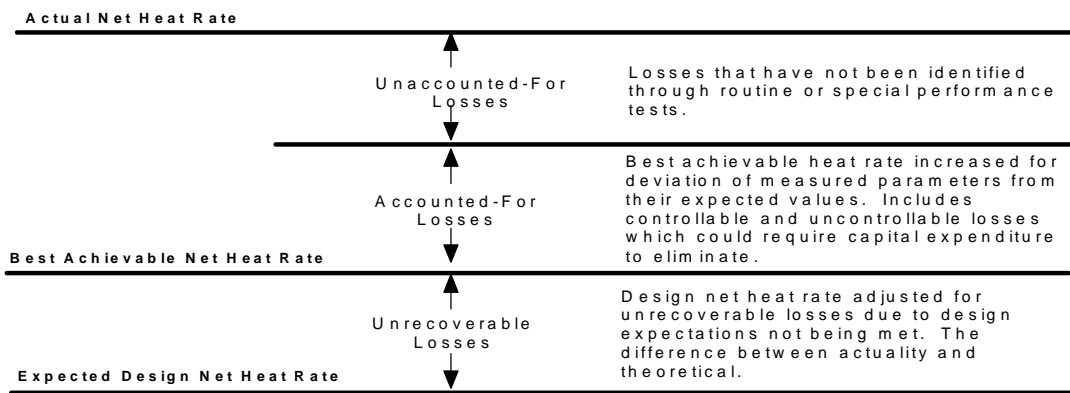 Actual Net Heat Rate
Unaccounted-For
Losses
Losses that have not been identified
through routine or special performance
tests.
Accounted-For
Losses
Best achievable heat rate increased for
deviation of measured parameters from
their expected values. Includes
controllable and uncontrollable losses
which could require capital expenditure
to eliminate.
Best Achievable Net Heat Rate
Unrecoverable
Losses
Design net heat rate adjusted for
unrecoverable losses due to design
expectations not being met. The
difference between actuality and
theoretical.
Expected Design Net Heat Rate